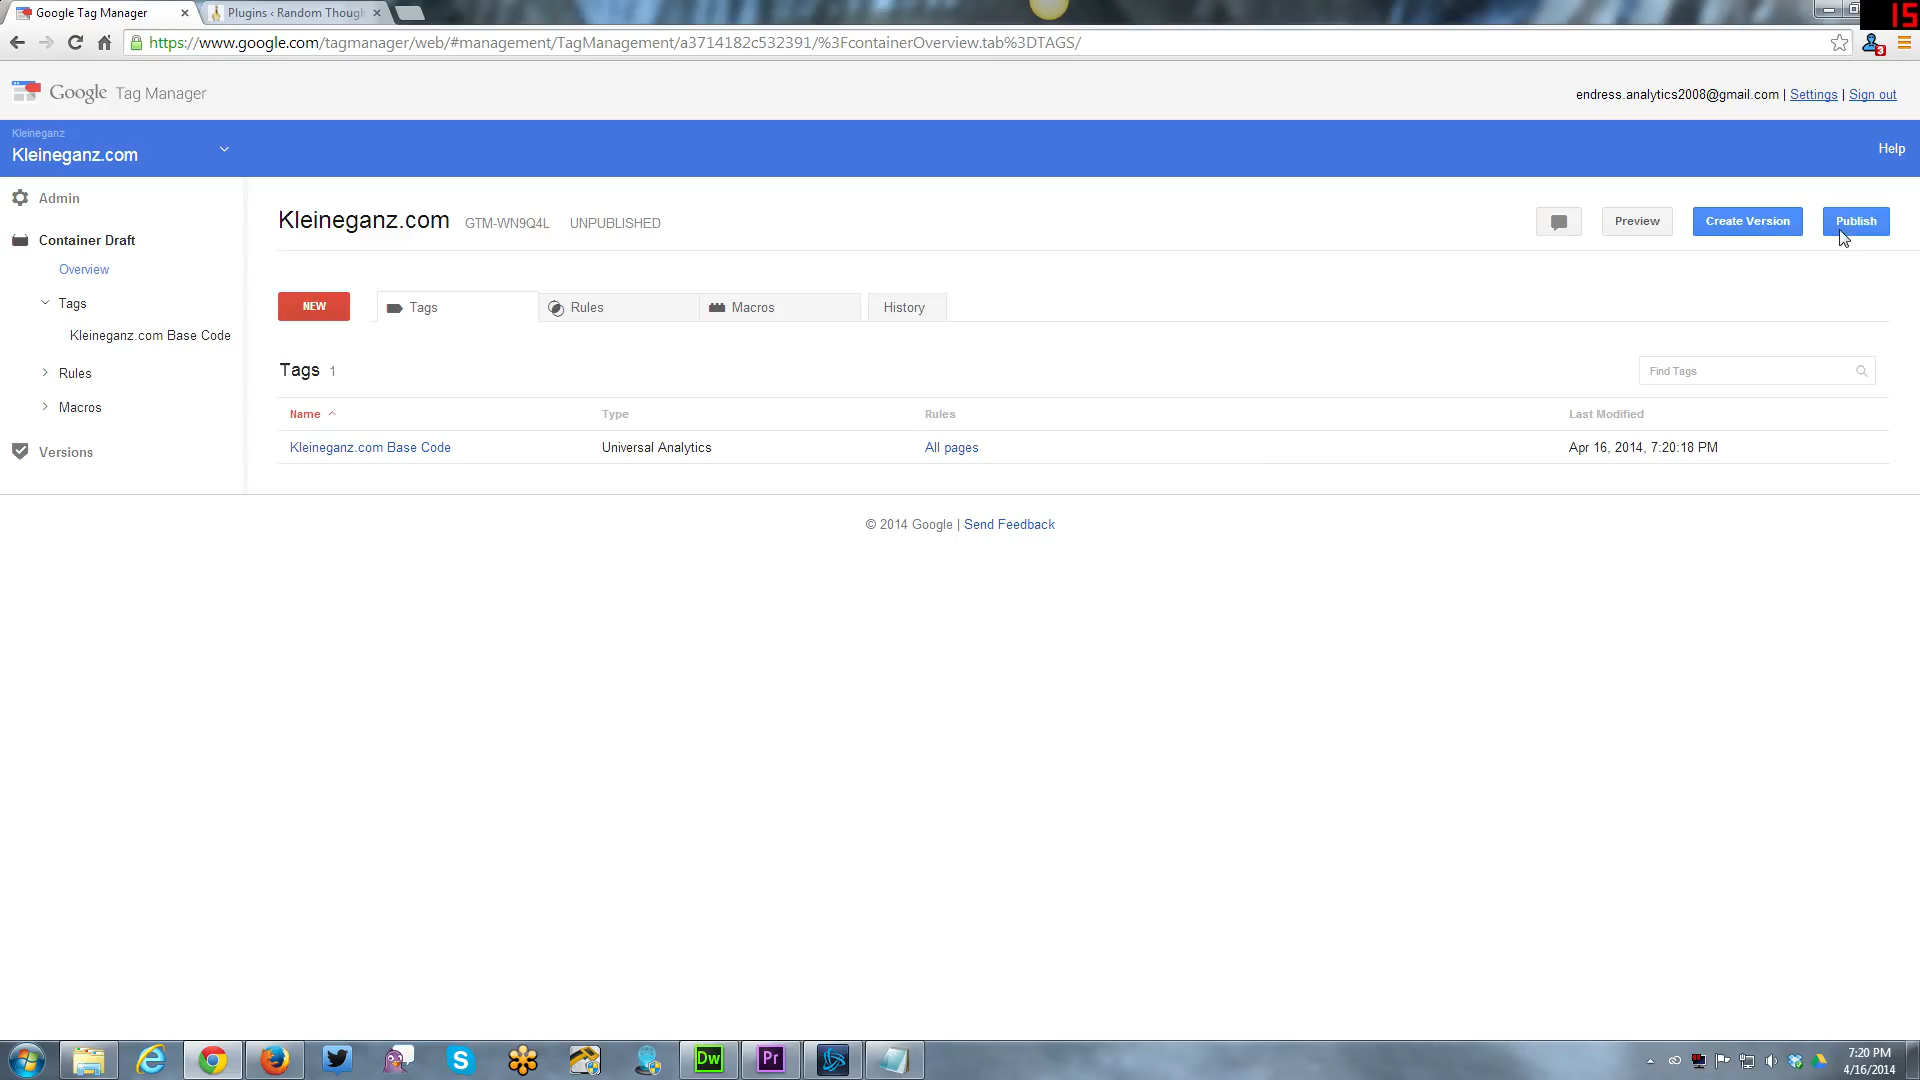 Google Tag Manager
Plugins ‹ Random Though
15
https://www.google.com/tagmanager/web/#management/TagManagement/a3714182c532391/%3FcontainerOverview.tab%3DTAGS/
3
Google Tag Manager
endress.analytics2008@gmail.com | Settings | Sign out
Kleineganz
Kleineganz.com
Help
Admin
Kleineganz.com GTM-WN9Q4L UNPUBLISHED
Preview
Create Version
Publish
Container Draft
Overview
Tags
Kleineganz.com Base Code
Rules
Macros
Versions
NEW
Tags
Rules
Macros
History
Tags 1
Find Tags
Name Type Rules Last Modified
Kleineganz.com Base Code Universal Analytics All pages Apr 16, 2014, 7:20:18 PM
© 2014 Google | Send Feedback
Dw
Pr
7:20 PM
4/16/2014